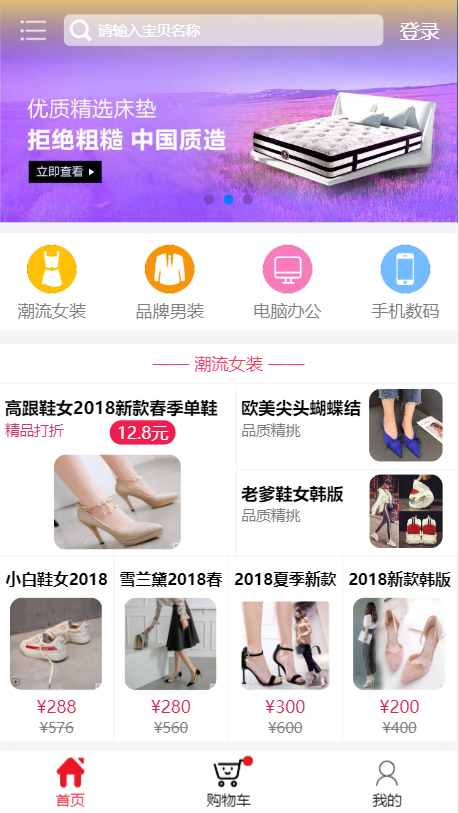 请输入宝贝名称
登录
优质精选床垫
拒绝粗糙 中国质造
立即查看
潮流女装
品牌男装
电脑办公
手机数码
—— 潮流女装 ——
高跟鞋女2018新款春季单鞋
精品打折
12.8元
欧美尖头蝴蝶结
品质精挑
老爹鞋女韩版
品质精挑
小白鞋女2018
雪兰黛2018春
2018夏季新款
2018新款韩版
¥288
¥280
¥300
¥200
¥576
¥560
¥600
¥400
首页
购物车
我的